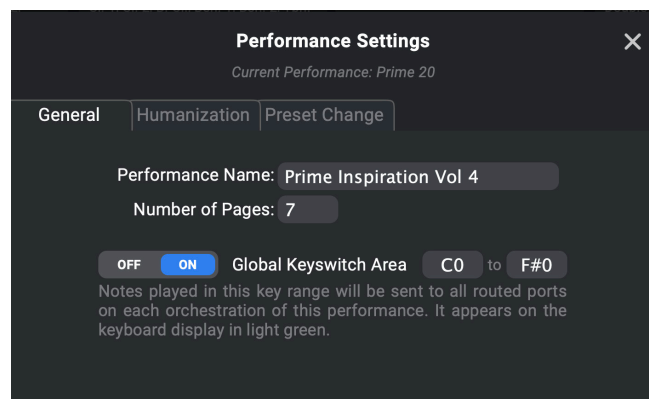 Performance Settings
Current Performance: Prime 20
General Humanization Preset Change
Performance Name: Prime Inspiration Vol 4
Number of Pages: 7
OFF ON Global Keyswitch Area C0 to F#0
Notes played in this key range will be sent to all routed ports
on each orchestration of this performance. It appears on the
keyboard display in light green.